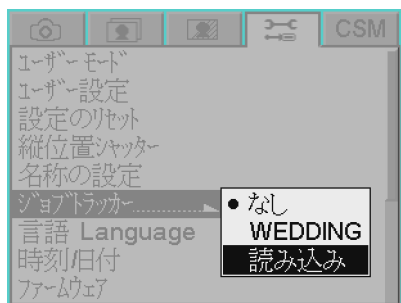 CSM
ユーザーモード
ユーザー設定
設定のリセット
縦位置シャッター
名称の設定
ジョブトラッカー............
● なし
WEDDING
読み込み
言語 Language
時刻/日付
ファームウェア